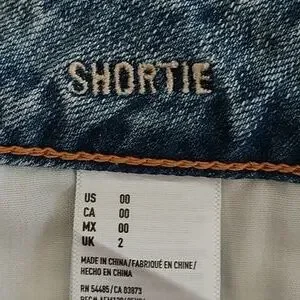 SHORTIE
US 00
CA 00
MX 00
UK 2
MADE IN CHINA/FABRIQUÉ EN CHINE/
HECHO EN CHINA
RN 54485/CA 03873